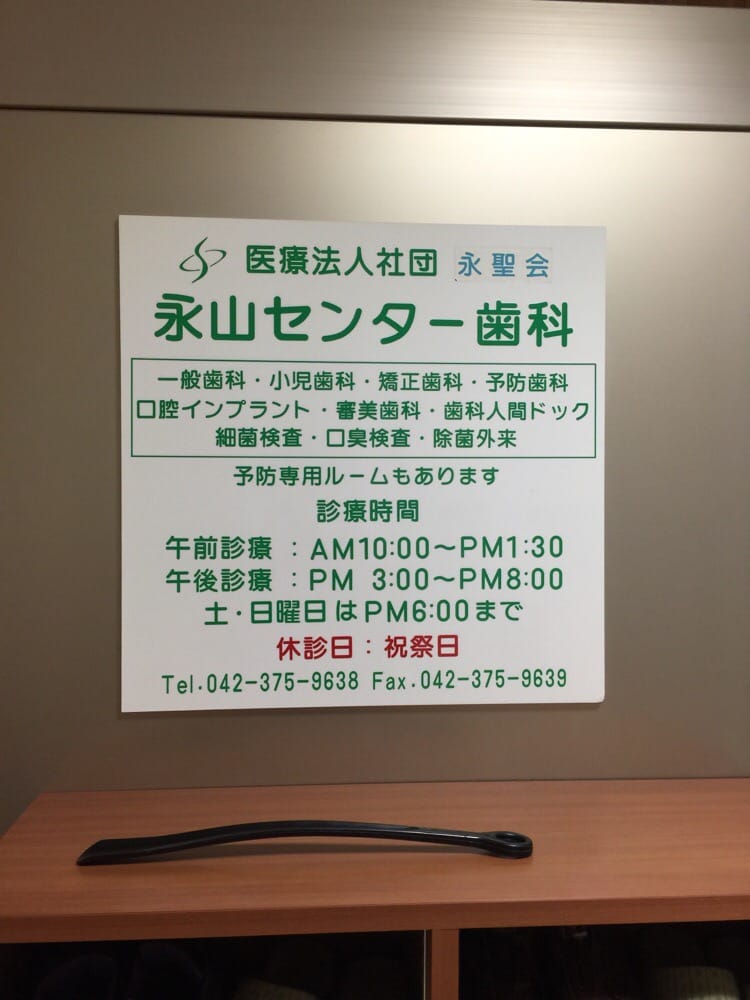 医療法人社団 永聖会
永山センター歯科
一般歯科・小児歯科・矯正歯科・予防歯科
口腔インプラント・審美歯科・歯科人間ドック
細菌検査・口臭検査・除菌外来
予防専用ルームもあります
診療時間
午前診療 : AM10:00〜PM1:30
午後診療 : PM 3:00〜PM8:00
土・日曜日はPM6:00まで
休診日：祝祭日
Tel.042-375-9638 Fax.042-375-9639